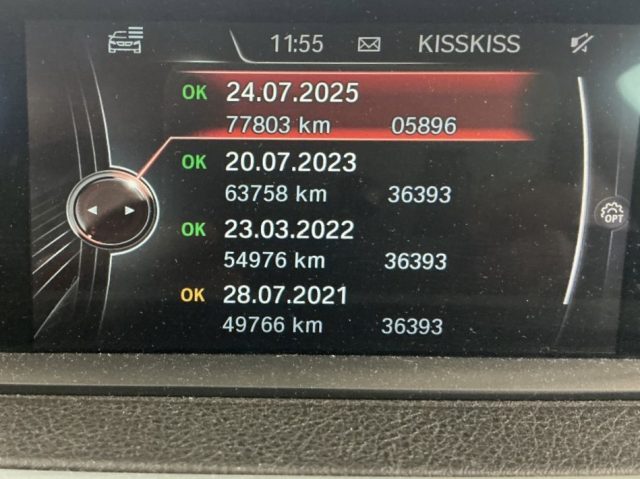 11:55 KISSKISS
OK 24.07.2025
77803 km 05896
OK 20.07.2023
63758 km 36393
OK 23.03.2022
54976 km 36393
OPT
OK 28.07.2021
49766 km 36393